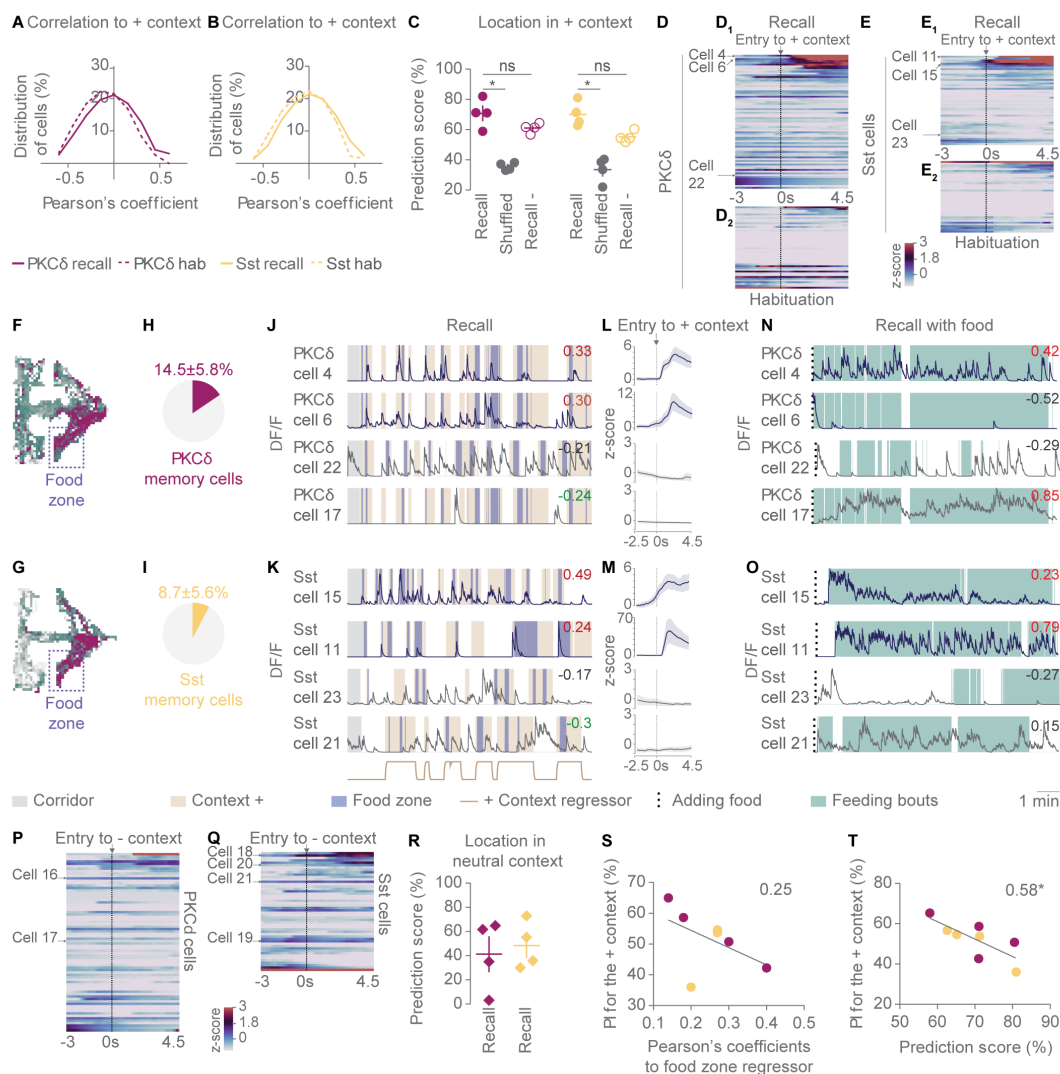 A Correlation to + context
B Correlation to + context
C Location in + context
D
D1 Recall
Entry to + context
E
E1 Recall
Entry to + context
Distribution
of cells (%)
30
20
10
-0.5 0.5
Pearson's coefficient
Distribution
of cells (%)
30
20
10
-0.5 0.5
Pearson's coefficient
PKCδ recall
PKCδ hab
Sst recall
Sst hab
Prediction score (%)
100
80
60
40
20
ns
*
ns
*
Recall
Shuffled
Recall -
Recall
Shuffled
Recall -
PKCδ
Cell 4
Cell 6
Cell
22
-3 0s 4.5
D2
Habituation
Sst cells
Cell 11
Cell 15
Cell
23
-3 0s 4.5
E2
Habituation
z-score
3
1.8
0
F
Food
zone
H
14.5±5.8%
PKCδ
memory cells
G
Food
zone
I
8.7±5.6%
Sst
memory cells
J Recall
DF/F
PKCδ
cell 4
0.33
PKCδ
cell 6
0.30
PKCδ
cell 22
-0.21
PKCδ
cell 17
-0.24
L Entry to + context
z-score
6
0
12
0
3
0
3
0
-2.5 0s 4.5
N Recall with food
DF/F
PKCδ
cell 4
0.42
PKCδ
cell 6
-0.52
PKCδ
cell 22
-0.29
PKCδ
cell 17
0.85
K
DF/F
Sst
cell 15
0.49
Sst
cell 11
0.24
Sst
cell 23
-0.17
Sst
cell 21
-0.3
M
z-score
6
0
70
0
3
0
3
0
-2.5 0s 4.5
O
DF/F
Sst
cell 15
0.23
Sst
cell 11
0.79
Sst
cell 23
-0.27
Sst
cell 21
0.15
Corridor
Context +
Food zone
+ Context regressor
Adding food
Feeding bouts
1 min
P Entry to - context
Cell 16
Cell 17
PKCd cells
-3 0s 4.5
Q Entry to - context
Cell 18
Cell 20
Cell 21
Cell 19
Sst cells
-3 0s 4.5
z-score
3
1.8
0
R Location in
neutral context
Prediction score (%)
100
80
60
40
20
0
Recall
Recall
S
PI for the + context (%)
70
60
50
40
30
0.25
0.1 0.2 0.3 0.4 0.5
Pearson's coefficients
to food zone regressor
T
PI for the + context (%)
80
60
40
20
0.58*
50 60 70 80 90
Prediction score (%)